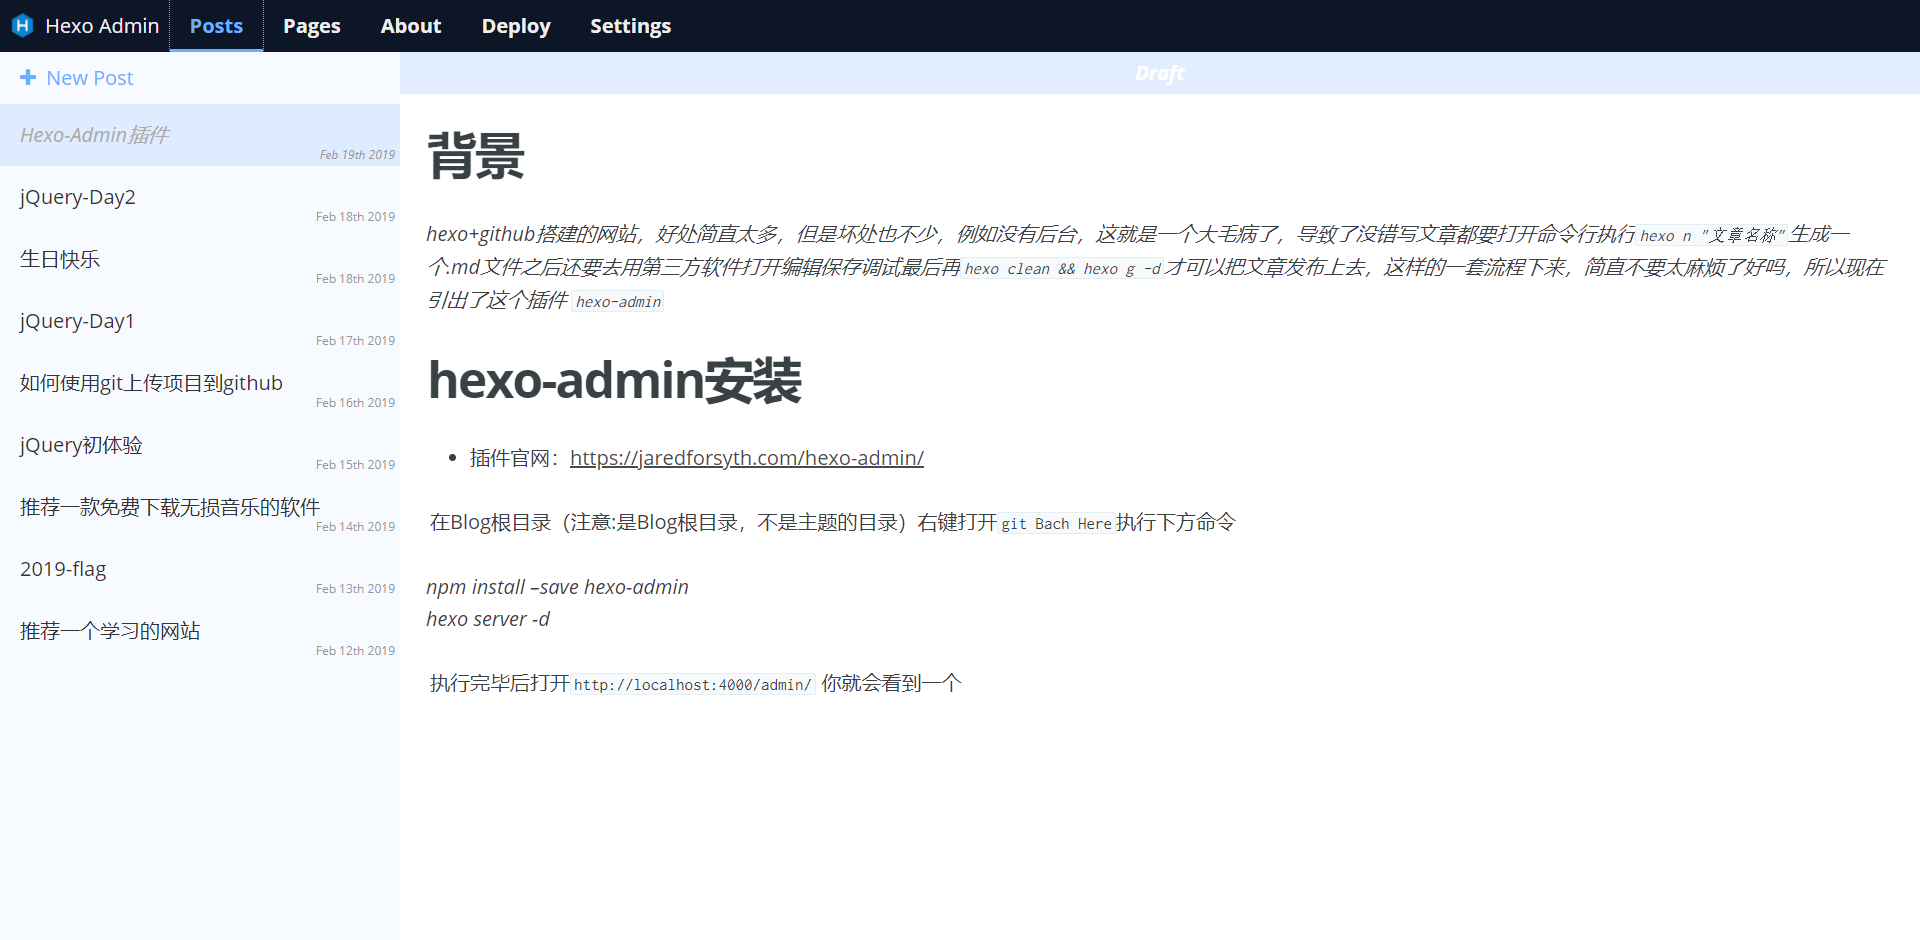 Hexo Admin Posts Pages About Deploy Settings
New Post
Hexo-Admin插件
Feb 19th 2019
jQuery-Day2
Feb 18th 2019
生日快乐
Feb 18th 2019
jQuery-Day1
Feb 17th 2019
如何使用git上传项目到github
Feb 16th 2019
jQuery初体验
Feb 15th 2019
推荐一款免费下载无损音乐的软件
Feb 14th 2019
2019-flag
Feb 13th 2019
推荐一个学习的网站
Feb 12th 2019
Draft
背景
hexo+github搭建的网站，好处简直太多，但是坏处也不少，例如没有后台，这就是一个大毛病了，导致了没错写文章都要打开命令行执行 hexo n "文章名称" 生成一
个.md文件之后还要去用第三方软件打开编辑保存调试最后再 hexo clean && hexo g -d 才可以把文章发布上去，这样的一套流程下来，简直不要太麻烦了好吗，所以现在
引出了这个插件 hexo-admin
hexo-admin安装
• 插件官网：https://jaredforsyth.com/hexo-admin/
在Blog根目录（注意:是Blog根目录，不是主题的目录）右键打开 git Bach Here 执行下方命令
npm install –save hexo-admin
hexo server -d
执行完毕后打开 http://localhost:4000/admin/ 你就会看到一个